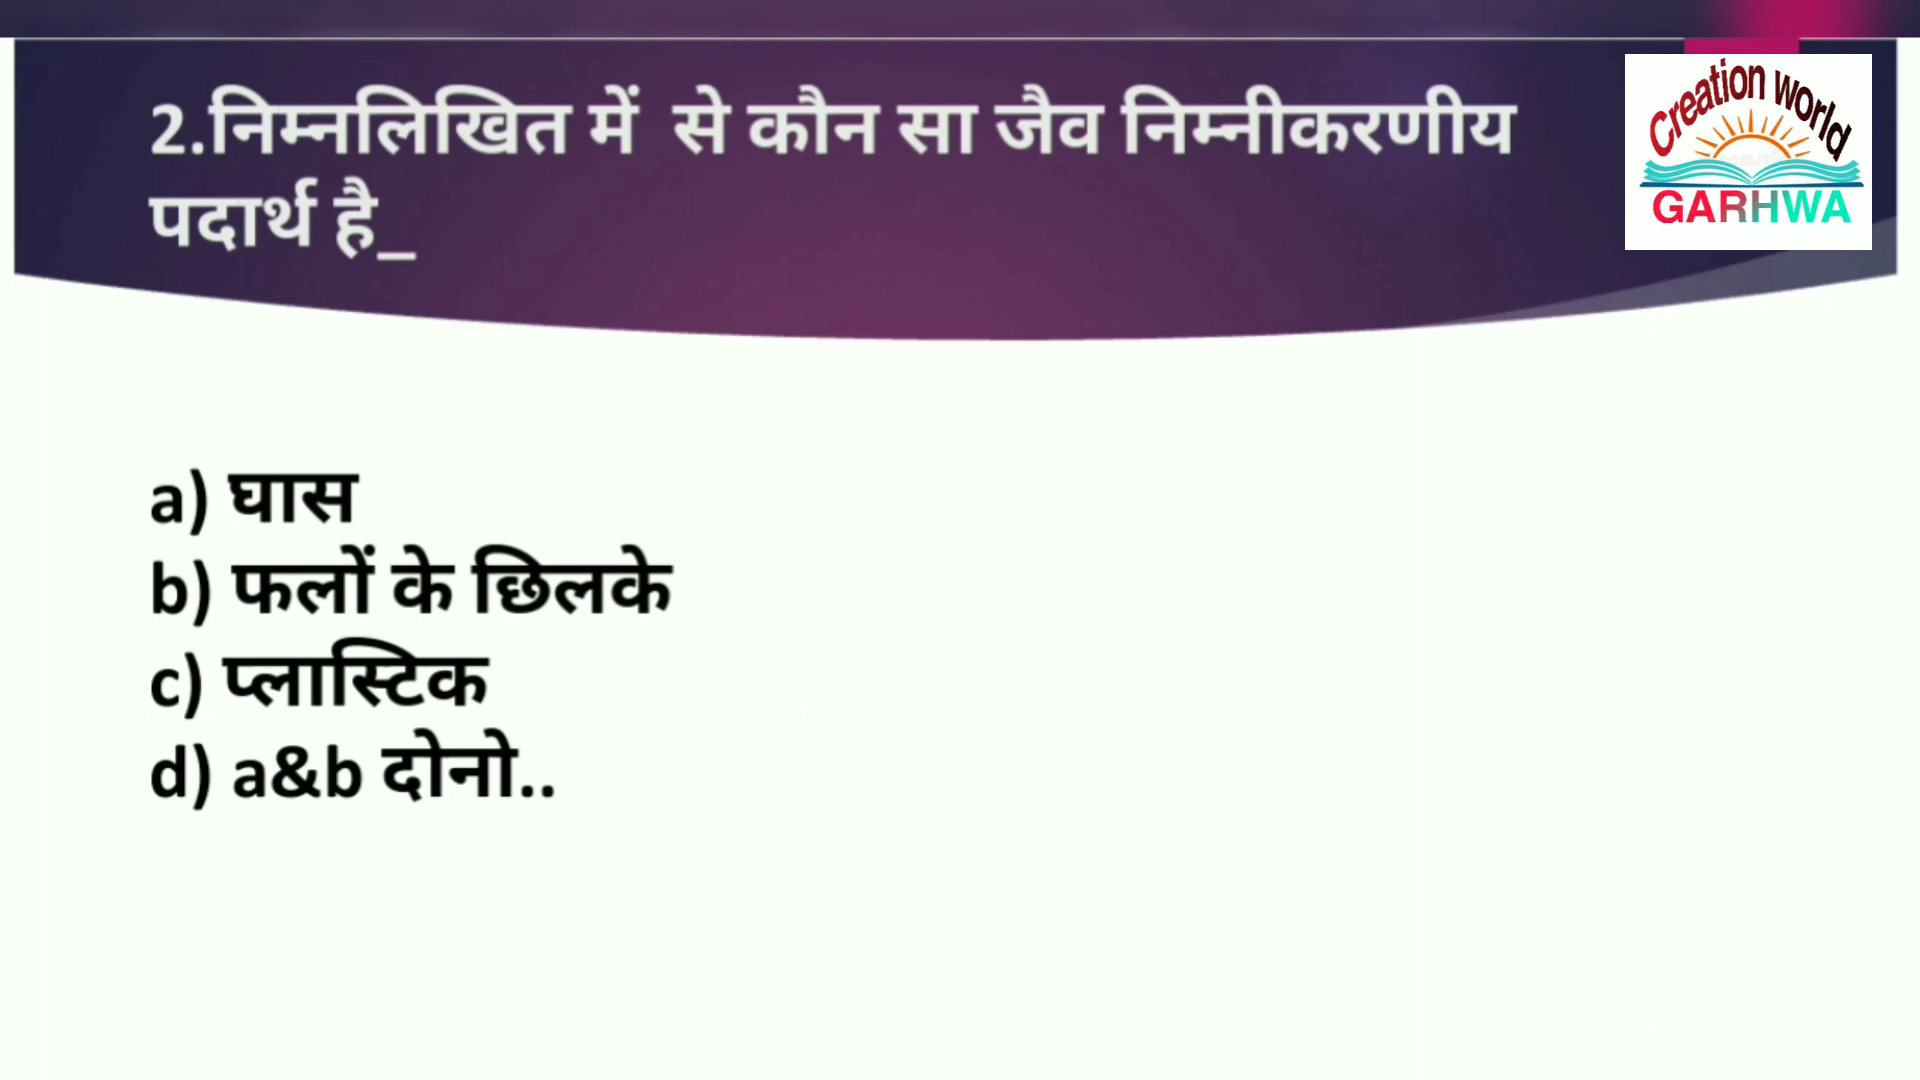 2.निम्नलिखित में से कौन सा जैव निम्नीकरणीय
पदार्थ है_
Creation World
GARHWA
a) घास
b) फलों के छिलके
c) प्लास्टिक
d) a&b दोनो..